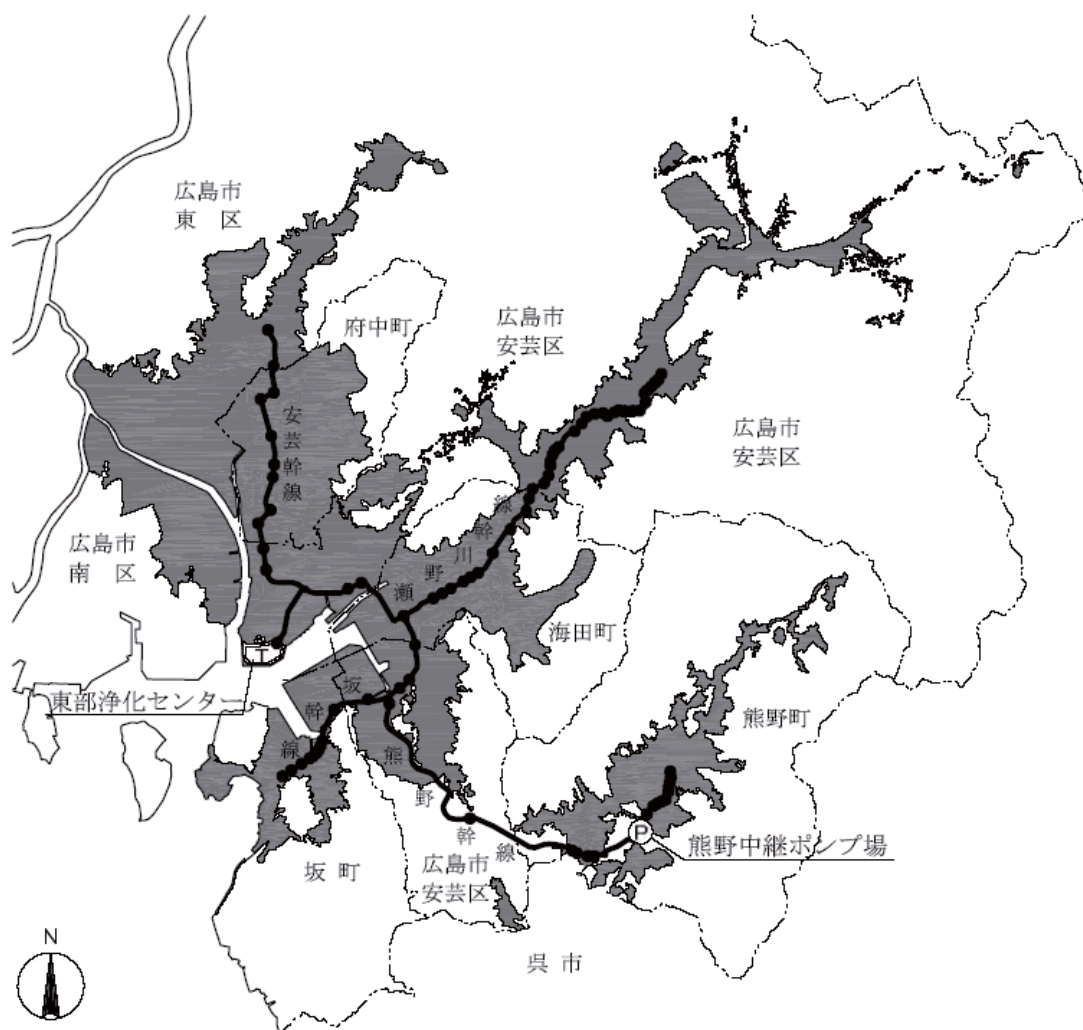 広島市
東 区
府中町
広島市
安芸区
広島市
安芸区
安芸幹線
広島市
南 区
瀬野川幹線
海田町
T
東部浄化センター
坂幹線
熊野町
熊野幹線
P
熊野中継ポンプ場
坂 町
広島市
安芸区
呉 市
N